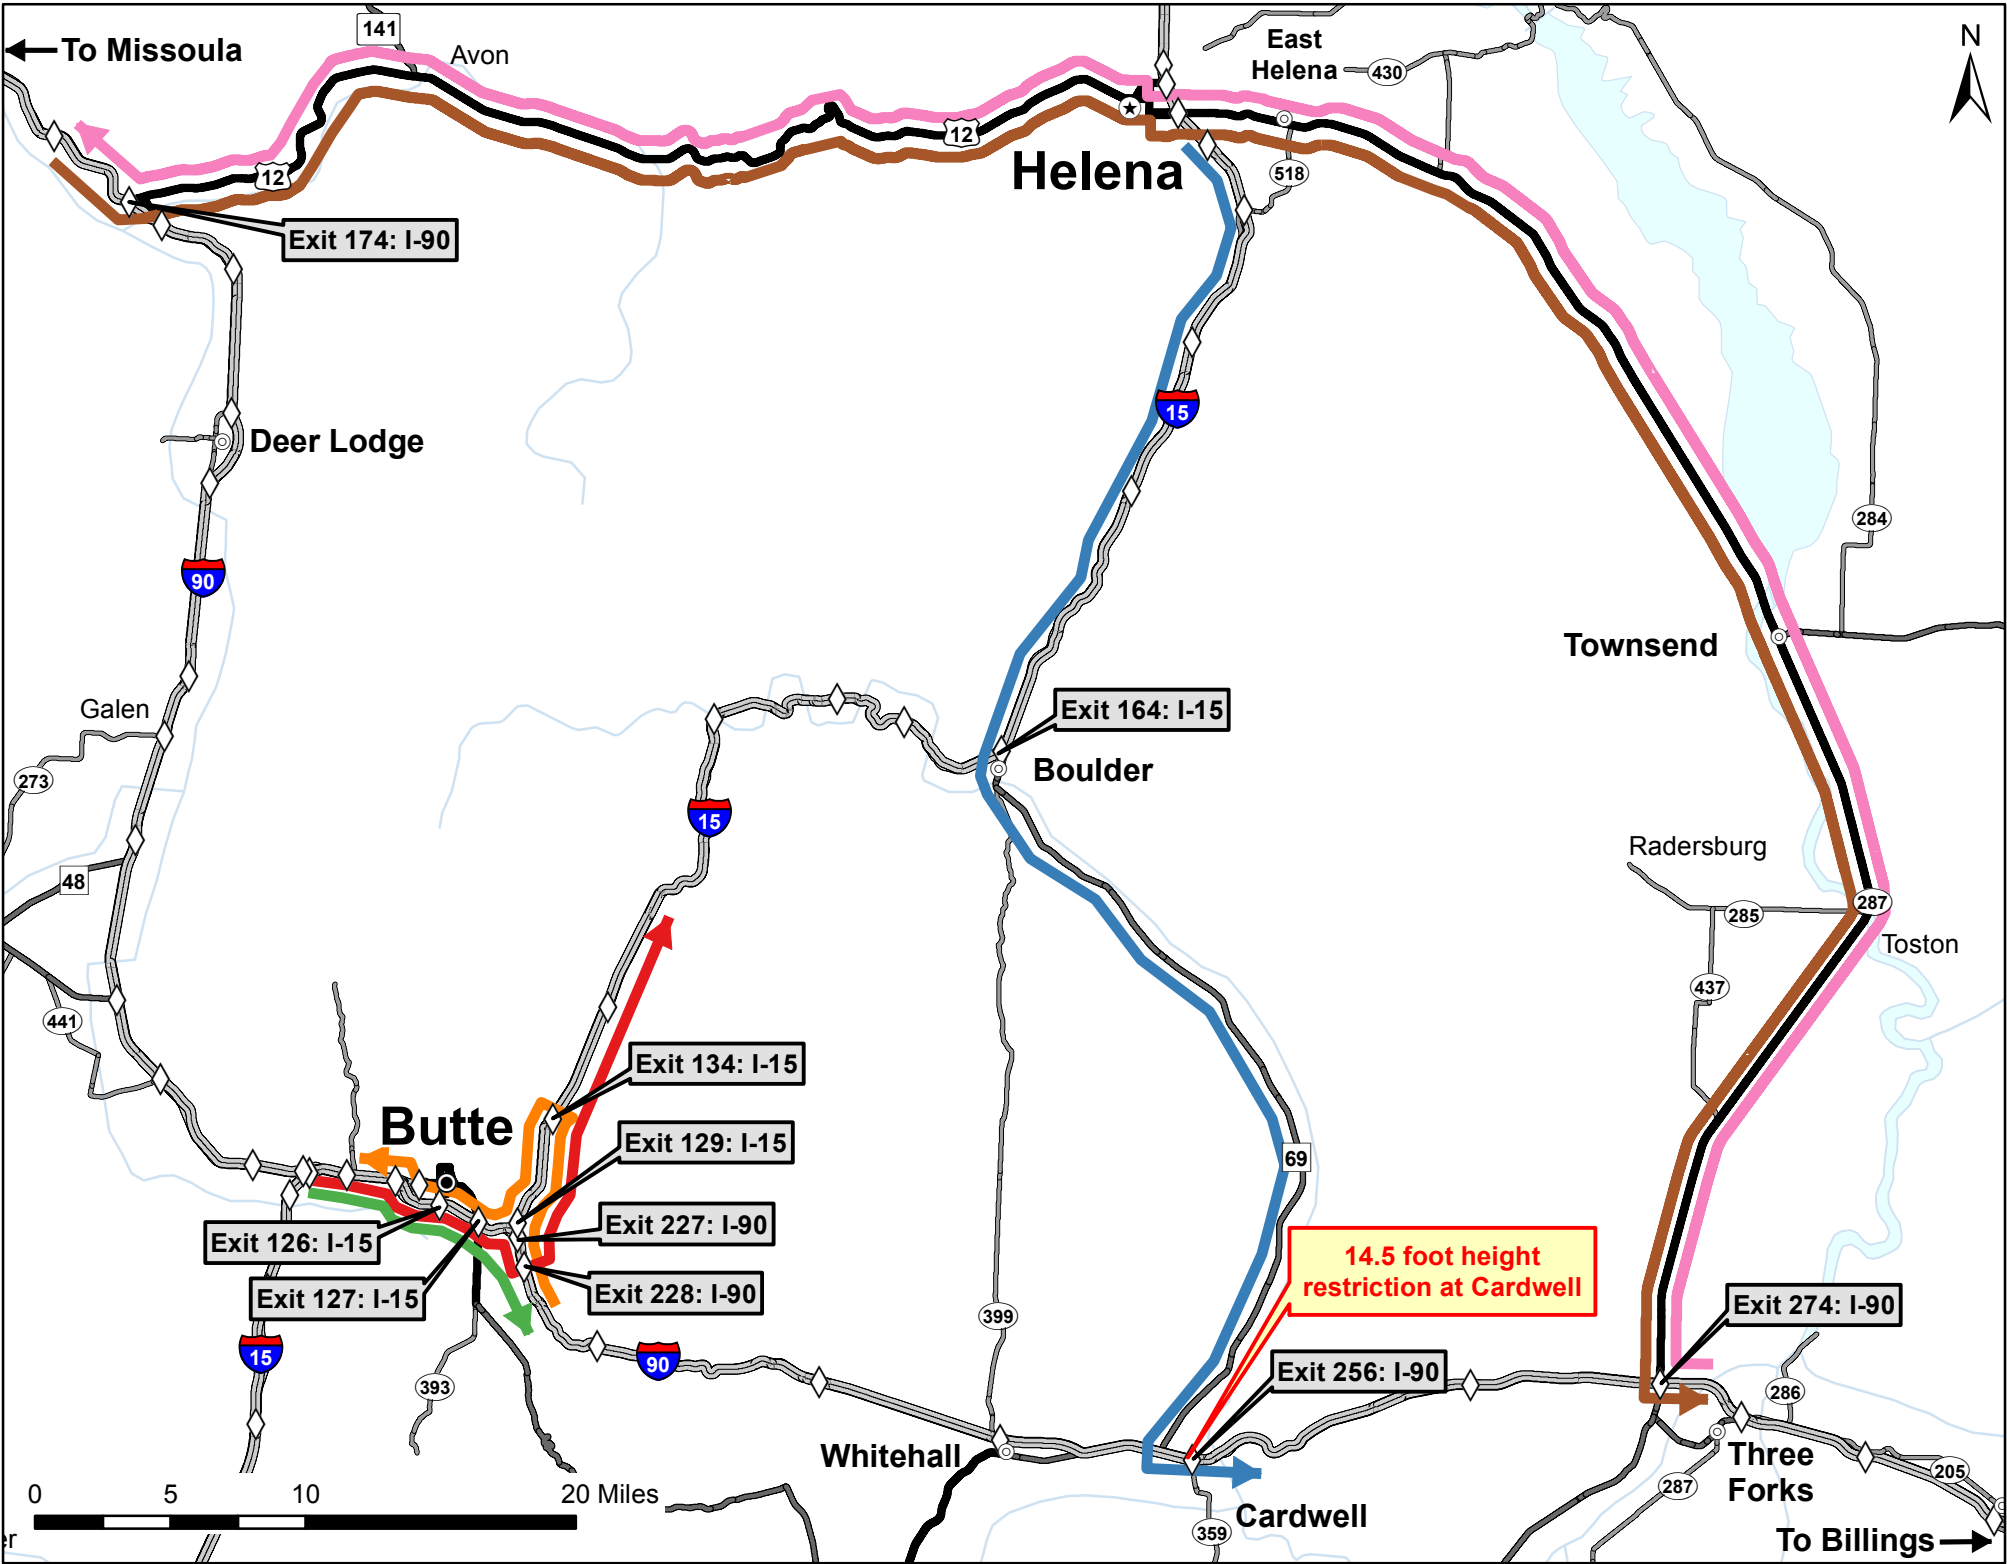 141
Avon
To Missoula
East
Helena
430
N
12
12
Helena
518
Exit 174: I-90
15
Deer Lodge
284
90
Townsend
Galen
Exit 164: I-15
Boulder
273
15
Radersburg
48
285
287
Toston
437
441
Exit 134: I-15
Butte
Exit 129: I-15
69
Exit 126: I-15
Exit 227: I-90
14.5 foot height
restriction at Cardwell
Exit 127: I-15
Exit 228: I-90
Exit 274: I-90
399
15
90
Exit 256: I-90
393
286
Whitehall
Three
Forks
205
287
0 5 10 20 Miles
Cardwell
359
er
To Billings